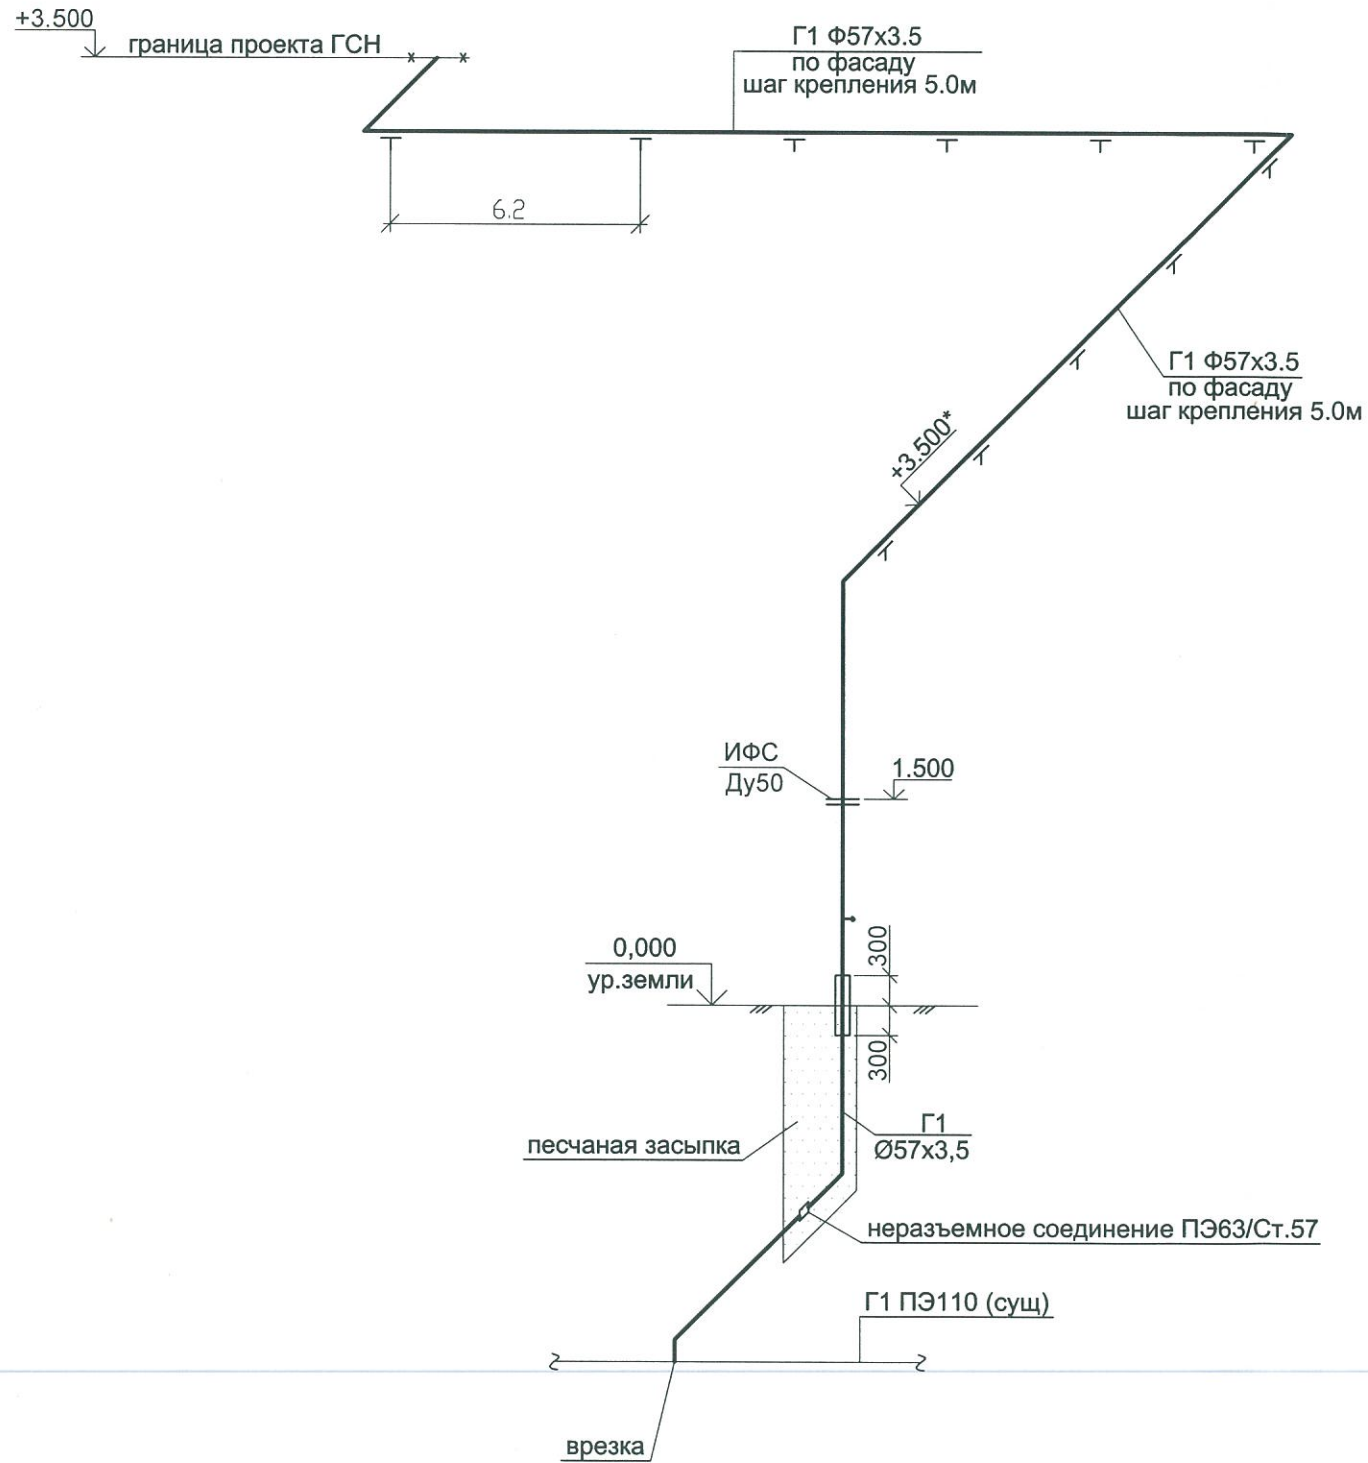 +3.500
граница проекта ГСН
Г1 Ф57х3.5
по фасаду
шаг крепления 5.0м
6.2
Г1 Ф57х3.5
по фасаду
шаг крепления 5.0м
+3.500*
ИФС
Ду50
1.500
0,000
ур.земли
300
300
Г1
Ø57х3,5
песчаная засыпка
неразъемное соединение ПЭ63/Ст.57
Г1 ПЭ110 (сущ)
врезка